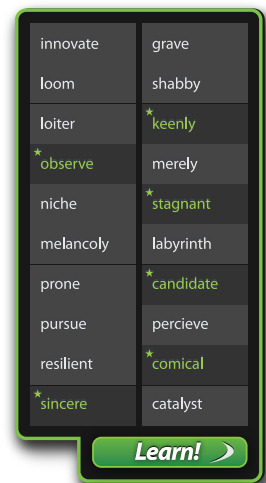 innovate
loom
loiter
observe
niche
melancoly
prone
pursue
resilient
sincere
grave
shabby
keenly
merely
stagnant
labyrinth
candidate
percieve
comical
catalyst
Learn!